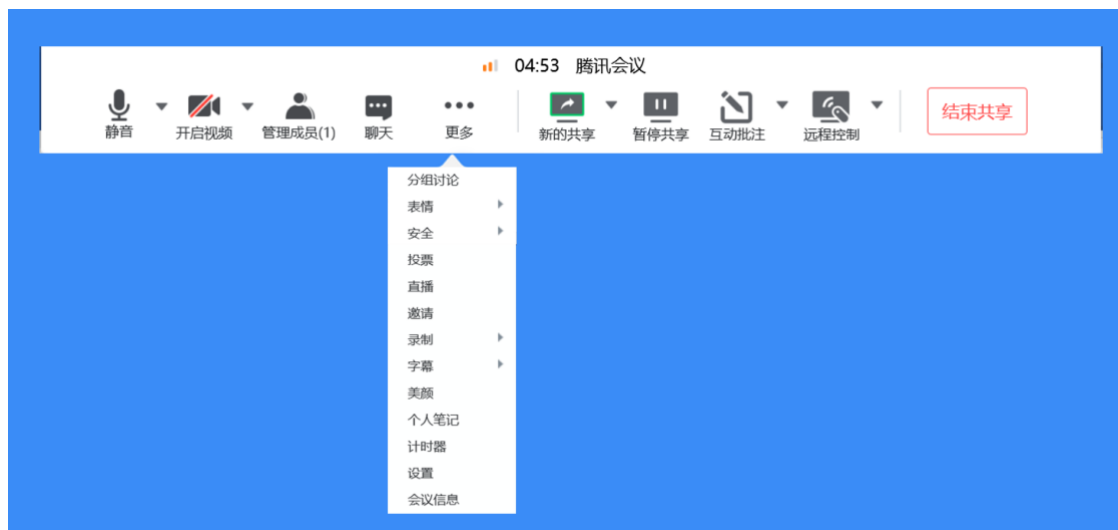 04:53 腾讯会议
静音 开启视频 管理成员(1) 聊天 更多 新的共享 暂停共享 互动批注 远程控制 结束共享
分组讨论
表情
安全
投票
直播
邀请
录制
字幕
美颜
个人笔记
计时器
设置
会议信息